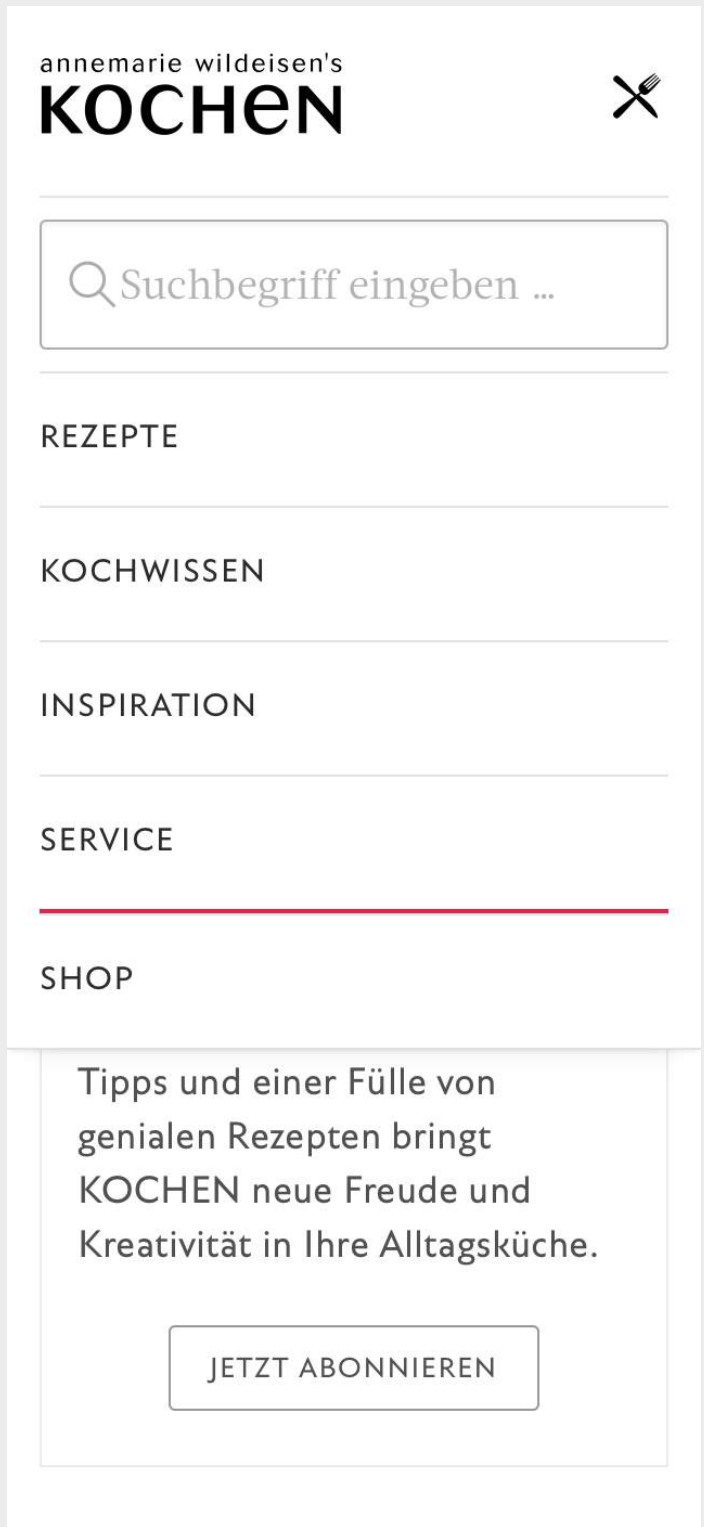 annemarie wildeisen's
KOCHEN
Suchbegriff eingeben ...
REZEPTE
KOCHWISSEN
INSPIRATION
SERVICE
SHOP
Tipps und einer Fülle von
genialen Rezepten bringt
KOCHEN neue Freude und
Kreativität in Ihre Alltagsküche.
JETZT ABONNIEREN